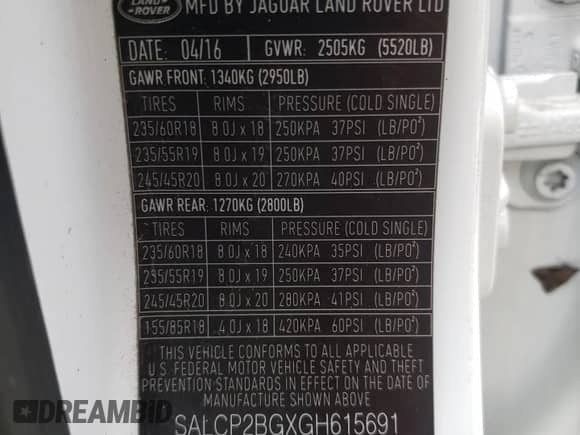 LAND ROVER
MFD BY JAGUAR LAND ROVER LTD
DATE: 04/16 GVWR: 2505KG (5520LB)
GAWR FRONT: 1340KG (2950LB)
TIRES RIMS PRESSURE (COLD SINGLE)
235/60R18 8.0J x 18 250KPA 37PSI (LB/PO²)
235/55R19 8.0J x 19 250KPA 37PSI (LB/PO²)
245/45R20 8.0J x 20 270KPA 40PSI (LB/PO²)
GAWR REAR: 1270KG (2800LB)
TIRES RIMS PRESSURE (COLD SINGLE)
235/60R18 8.0J x 18 240KPA 35PSI (LB/PO²)
235/55R19 8.0J x 19 250KPA 37PSI (LB/PO²)
245/45R20 8.0J x 20 280KPA 41PSI (LB/PO²)
155/85R18 4.0J x 18 420KPA 60PSI (LB/PO²)
THIS VEHICLE CONFORMS TO ALL APPLICABLE
U.S. FEDERAL MOTOR VEHICLE SAFETY AND THEFT
PREVENTION STANDARDS IN EFFECT ON THE DATE OF
MANUFACTURE SHOWN ABOVE
SALCP2BGXGH615691